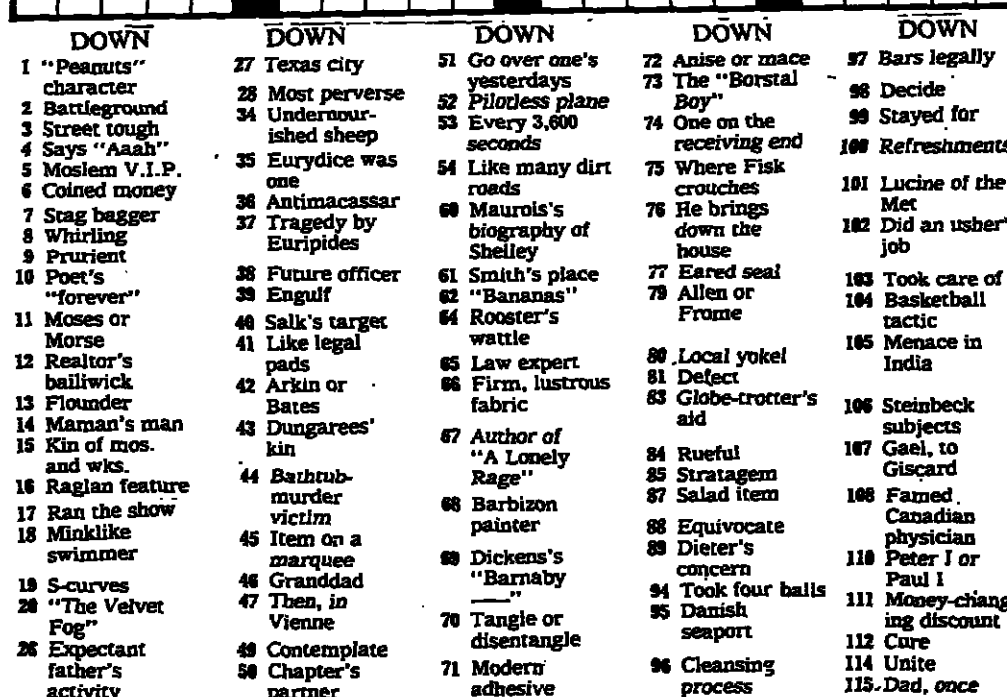 DOWN
1 "Peanuts"
character
2 Battleground
3 Street tough
4 Says "Aaah"
5 Moslem V.I.P.
6 Coined money
7 Stag bagger
8 Whirling
9 Prurient
10 Poet's
"forever"
11 Moses or
Morse
12 Realtor's
bailiwick
13 Flounder
14 Maman's man
15 Kin of mos.
and wks.
16 Raglan feature
17 Ran the show
18 Minklike
swimmer
19 S-curves
20 "The Velvet
Fog"
26 Expectant
father's
activity
DOWN
27 Texas city
28 Most perverse
34 Undernour-
ished sheep
35 Eurydice was
one
36 Antimacassar
37 Tragedy by
Euripides
38 Future officer
39 Engulf
40 Salk's target
41 Like legal
pads
42 Arkin or
Bates
43 Dungarees'
kin
44 Bathtub-
murder
victim
45 Item on a
marquee
46 Granddad
47 Then, in
Vienne
49 Contemplate
50 Chapter's
partner
DOWN
51 Go over one's
yesterdays
52 Pilotless plane
53 Every 3,600
seconds
54 Like many dirt
roads
60 Maurois's
biography of
Shelley
61 Smith's place
62 "Bananas"
64 Rooster's
wattle
65 Law expert
66 Firm, lustrous
fabric
67 Author of
"A Lonely
Rage"
68 Barbizon
painter
69 Dickens's
"Barnaby
—"
70 Tangle or
disentangle
71 Modern
adhesive
DOWN
72 Anise or mace
73 The "Borstal
Boy"
74 One on the
receiving end
75 Where Fisk
crouches
76 He brings
down the
house
77 Eared seal
79 Allen or
Frome
80 Local yokel
81 Defect
83 Globe-trotter's
aid
84 Rueful
85 Stratagem
87 Salad item
88 Equivocate
89 Dieter's
concern
94 Took four balls
95 Danish
seaport
96 Cleansing
process
DOWN
97 Bars legally
98 Decide
99 Stayed for
100 Refreshments
101 Lucine of the
Met
102 Did an usher'
job
103 Took care of
104 Basketball
tactic
105 Menace in
India
106 Steinbeck
subjects
107 Gael, to
Giscard
108 Famed
Canadian
physician
110 Peter I or
Paul I
111 Money-chang
ing discount
112 Cure
114 Unite
115 Dad, once